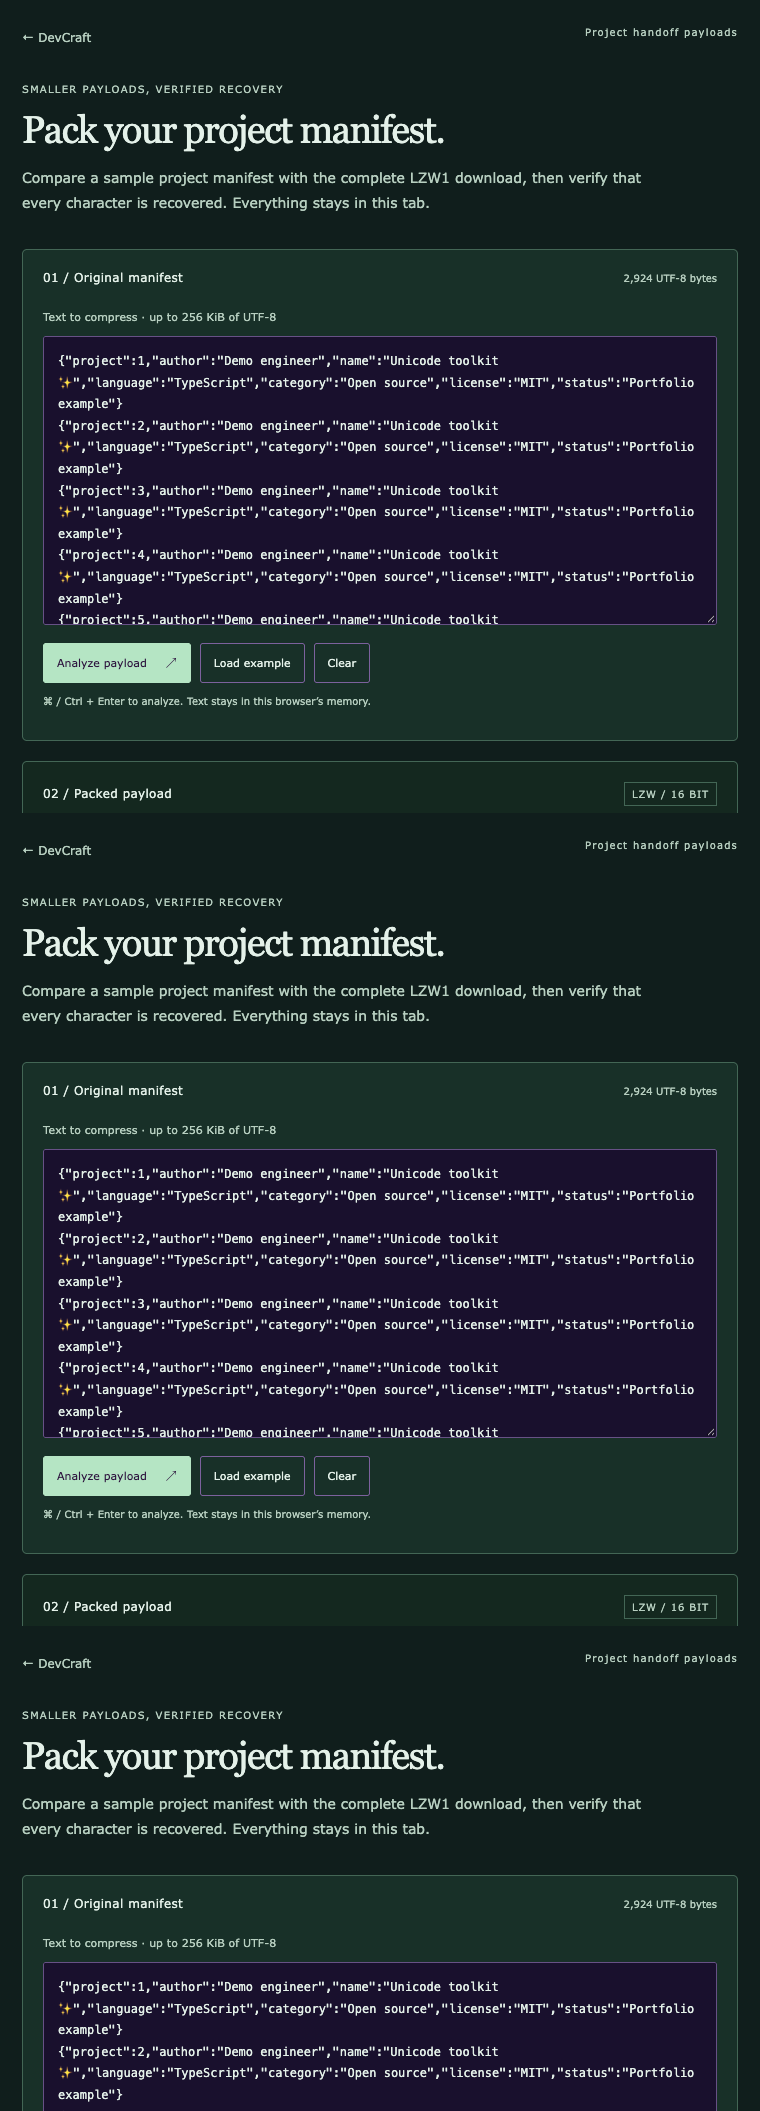 ← DevCraft
Project handoff payloads
SMALLER PAYLOADS, VERIFIED RECOVERY
Pack your project manifest.
Compare a sample project manifest with the complete LZW1 download, then verify that
every character is recovered. Everything stays in this tab.
01 / Original manifest
2,924 UTF-8 bytes
Text to compress · up to 256 KiB of UTF-8
{"project":1,"author":"Demo engineer","name":"Unicode toolkit
✨","language":"TypeScript","category":"Open source","license":"MIT","status":"Portfolio
example"}
{"project":2,"author":"Demo engineer","name":"Unicode toolkit
✨","language":"TypeScript","category":"Open source","license":"MIT","status":"Portfolio
example"}
{"project":3,"author":"Demo engineer","name":"Unicode toolkit
✨","language":"TypeScript","category":"Open source","license":"MIT","status":"Portfolio
example"}
{"project":4,"author":"Demo engineer","name":"Unicode toolkit
✨","language":"TypeScript","category":"Open source","license":"MIT","status":"Portfolio
example"}
{"project":5,"author":"Demo engineer","name":"Unicode toolkit
Analyze payload ↗
Load example
Clear
⌘ / Ctrl + Enter to analyze. Text stays in this browser’s memory.
02 / Packed payload
LZW / 16 BIT
← DevCraft
Project handoff payloads
SMALLER PAYLOADS, VERIFIED RECOVERY
Pack your project manifest.
Compare a sample project manifest with the complete LZW1 download, then verify that
every character is recovered. Everything stays in this tab.
01 / Original manifest
2,924 UTF-8 bytes
Text to compress · up to 256 KiB of UTF-8
{"project":1,"author":"Demo engineer","name":"Unicode toolkit
✨","language":"TypeScript","category":"Open source","license":"MIT","status":"Portfolio
example"}
{"project":2,"author":"Demo engineer","name":"Unicode toolkit
✨","language":"TypeScript","category":"Open source","license":"MIT","status":"Portfolio
example"}
{"project":3,"author":"Demo engineer","name":"Unicode toolkit
✨","language":"TypeScript","category":"Open source","license":"MIT","status":"Portfolio
example"}
{"project":4,"author":"Demo engineer","name":"Unicode toolkit
✨","language":"TypeScript","category":"Open source","license":"MIT","status":"Portfolio
example"}
{"project":5,"author":"Demo engineer","name":"Unicode toolkit
Analyze payload ↗
Load example
Clear
⌘ / Ctrl + Enter to analyze. Text stays in this browser’s memory.
02 / Packed payload
LZW / 16 BIT
← DevCraft
Project handoff payloads
SMALLER PAYLOADS, VERIFIED RECOVERY
Pack your project manifest.
Compare a sample project manifest with the complete LZW1 download, then verify that
every character is recovered. Everything stays in this tab.
01 / Original manifest
2,924 UTF-8 bytes
Text to compress · up to 256 KiB of UTF-8
{"project":1,"author":"Demo engineer","name":"Unicode toolkit
✨","language":"TypeScript","category":"Open source","license":"MIT","status":"Portfolio
example"}
{"project":2,"author":"Demo engineer","name":"Unicode toolkit
✨","language":"TypeScript","category":"Open source","license":"MIT","status":"Portfolio
example"}